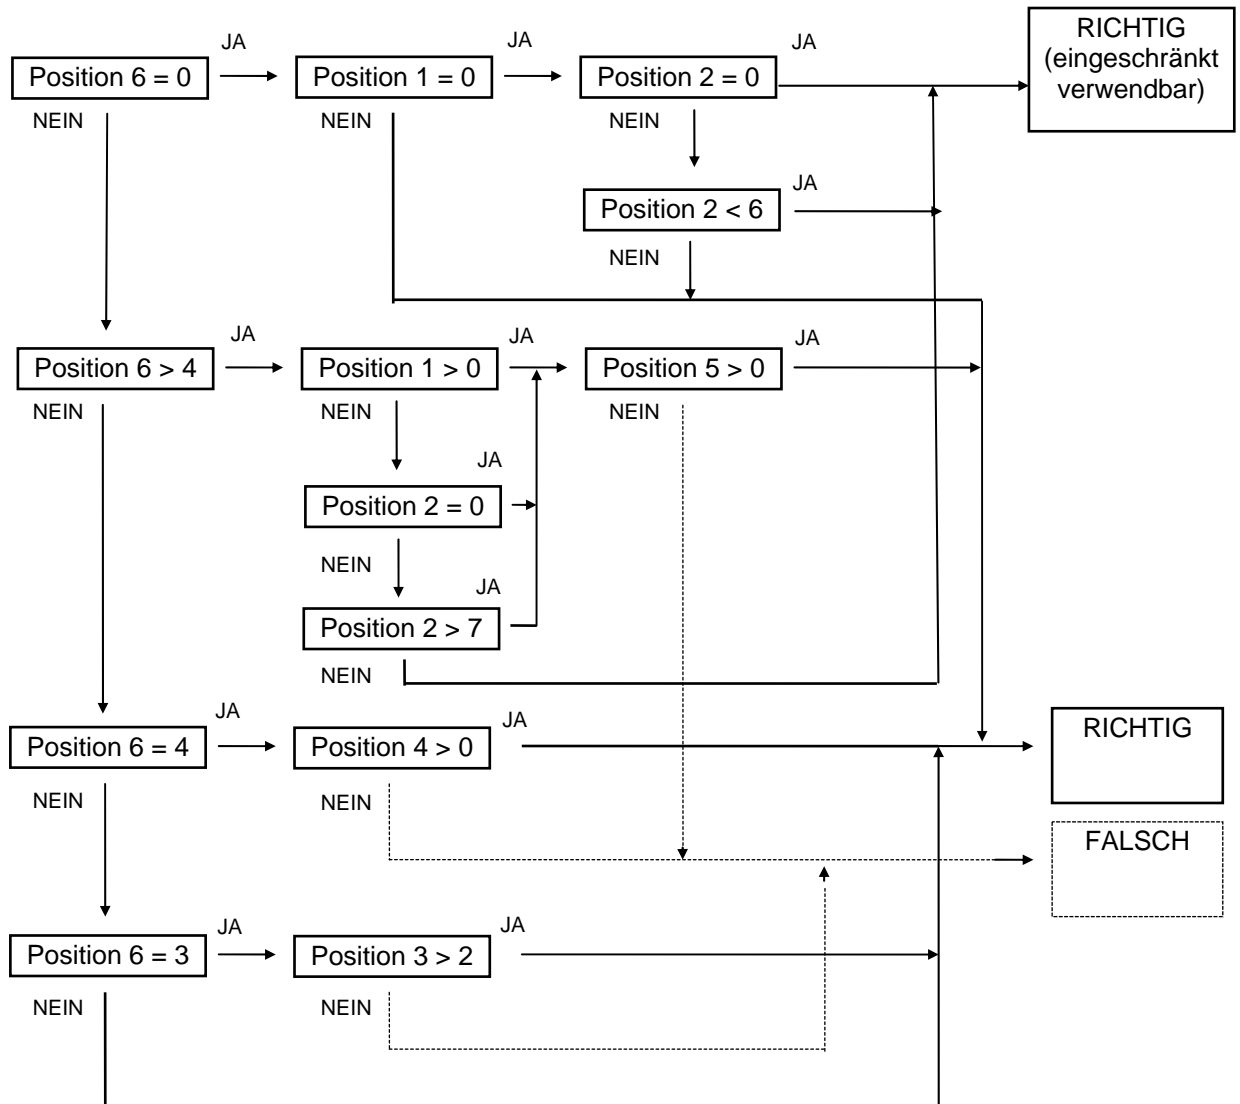 JA
JA
JA
RICHTIG
(eingeschränkt
verwendbar)
Position 6 = 0
Position 1 = 0
Position 2 = 0
NEIN
NEIN
NEIN
JA
Position 2 < 6
NEIN
JA
JA
JA
Position 6 > 4
Position 1 > 0
Position 5 > 0
NEIN
NEIN
NEIN
JA
Position 2 = 0
NEIN
JA
Position 2 > 7
NEIN
JA
JA
RICHTIG
Position 6 = 4
Position 4 > 0
NEIN
NEIN
FALSCH
JA
JA
Position 6 = 3
Position 3 > 2
NEIN
NEIN